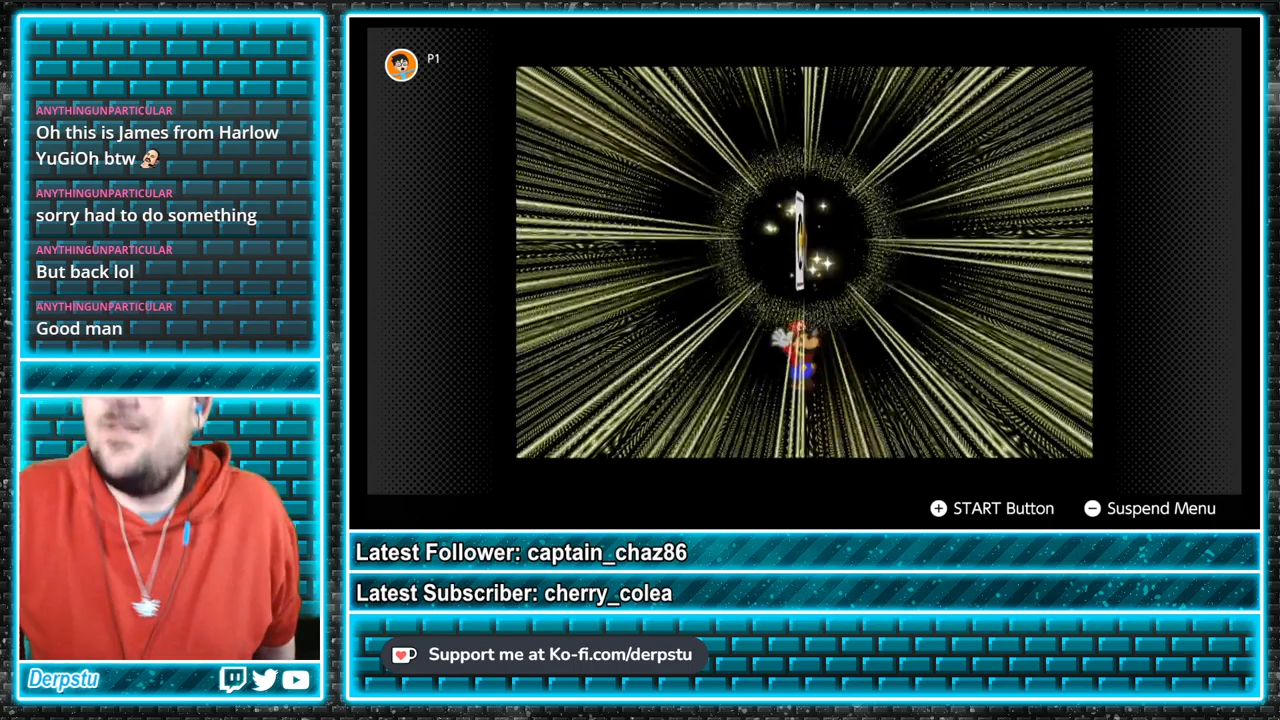 ANYTHINGUNPARTICULAR
Oh this is James from Harlow
YuGiOh btw
ANYTHINGUNPARTICULAR
sorry had to do something
ANYTHINGUNPARTICULAR
But back lol
ANYTHINGUNPARTICULAR
Good man
Derpstu
P1
START Button
Suspend Menu
Latest Follower: captain_chaz86
Latest Subscriber: cherry_colea
Support me at Ko-fi.com/derpstu